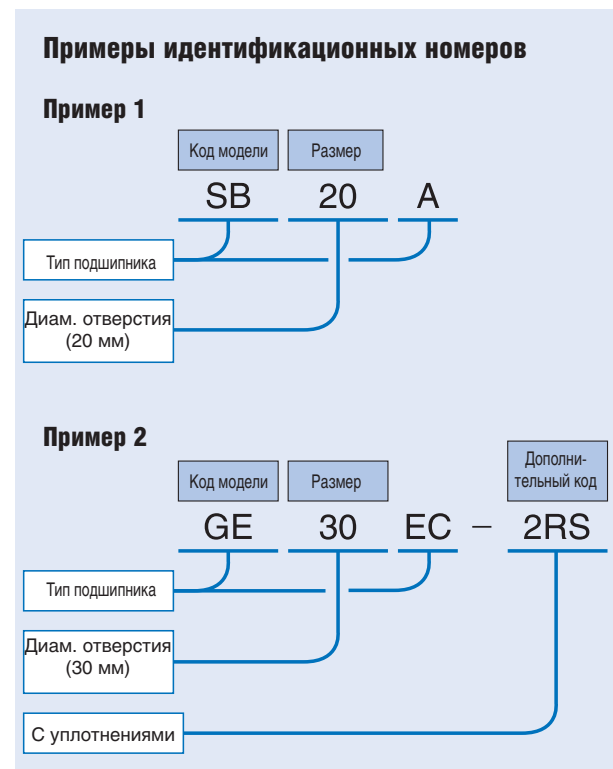 Примеры идентификационных номеров
Пример 1
Код модели
Размер
SB 20 A
Тип подшипника
Диам. отверстия
(20 мм)
Пример 2
Код модели
Размер
Дополни-
тельный код
GE 30 EC – 2RS
Тип подшипника
Диам. отверстия
(30 мм)
С уплотнениями